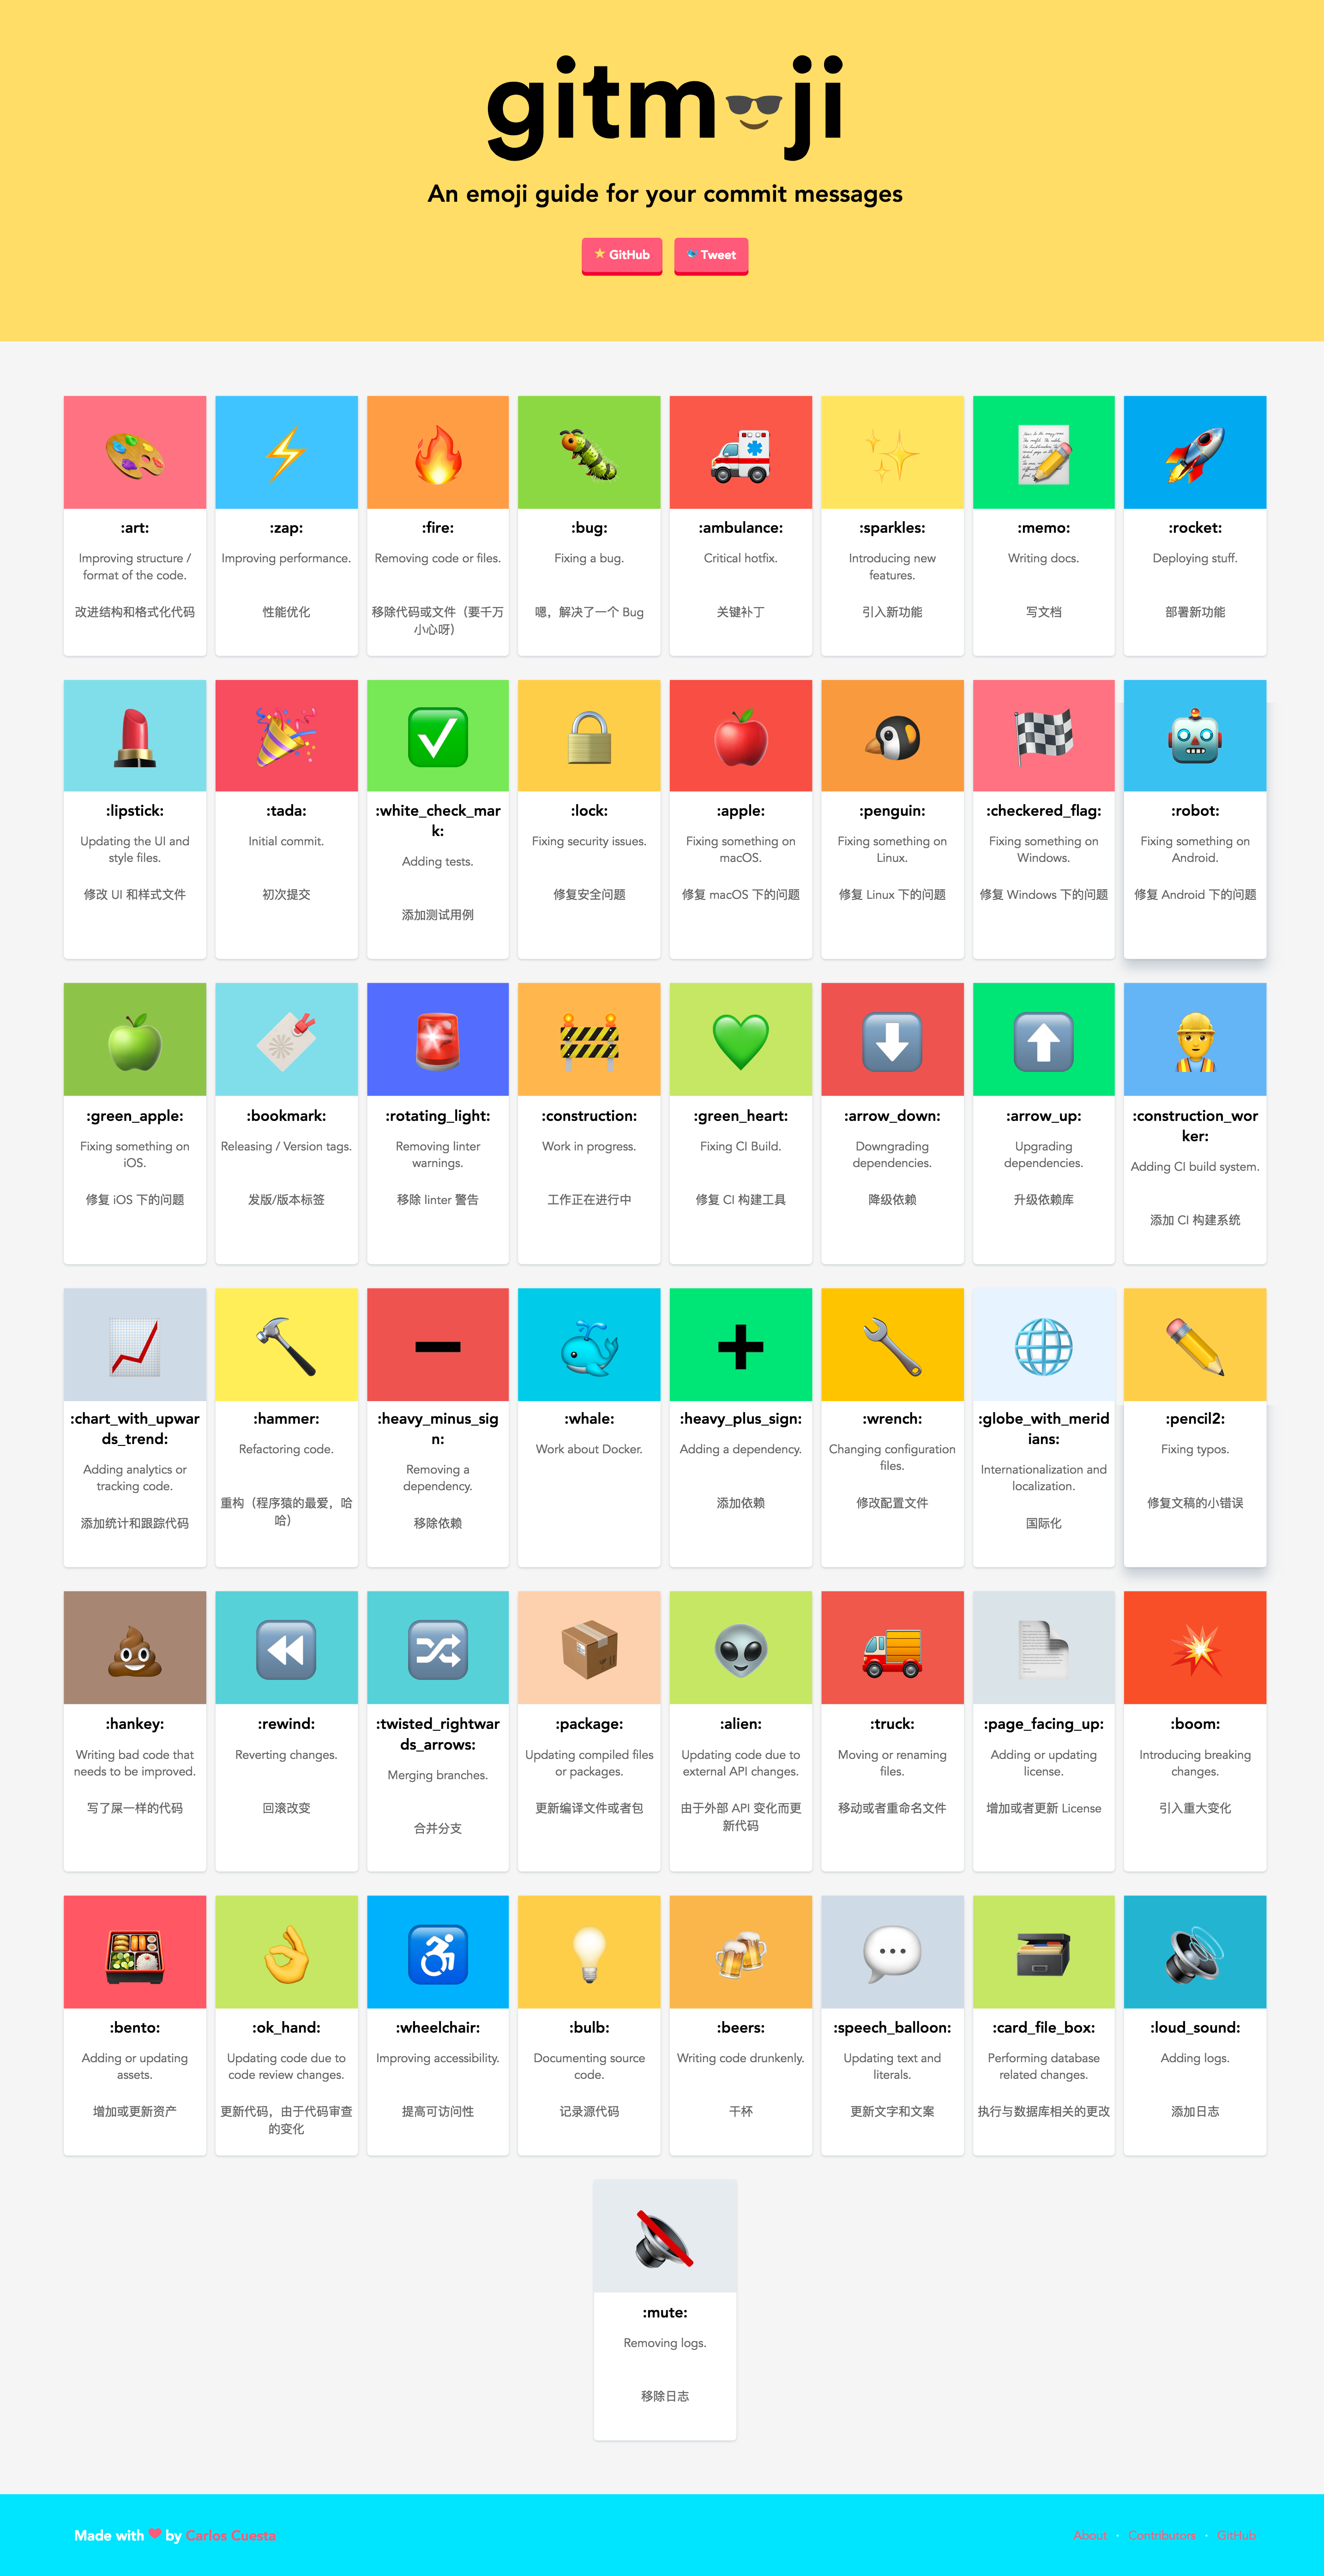 gitm😎ji
An emoji guide for your commit messages
GitHub
Tweet
:art:
Improving structure /
format of the code.
改进结构和格式化代码
:zap:
Improving performance.
性能优化
:fire:
Removing code or files.
移除代码或文件（要千万
小心呀）
:bug:
Fixing a bug.
嗯，解决了一个 Bug
:ambulance:
Critical hotfix.
关键补丁
:sparkles:
Introducing new
features.
引入新功能
:memo:
Writing docs.
写文档
:rocket:
Deploying stuff.
部署新功能
:lipstick:
Updating the UI and
style files.
修改 UI 和样式文件
:tada:
Initial commit.
初次提交
:white_check_mar
k:
Adding tests.
添加测试用例
:lock:
Fixing security issues.
修复安全问题
:apple:
Fixing something on
macOS.
修复 macOS 下的问题
:penguin:
Fixing something on
Linux.
修复 Linux 下的问题
:checkered_flag:
Fixing something on
Windows.
修复 Windows 下的问题
:robot:
Fixing something on
Android.
修复 Android 下的问题
:green_apple:
Fixing something on
iOS.
修复 iOS 下的问题
:bookmark:
Releasing / Version tags.
发版/版本标签
:rotating_light:
Removing linter
warnings.
移除 linter 警告
:construction:
Work in progress.
工作正在进行中
:green_heart:
Fixing CI Build.
修复 CI 构建工具
:arrow_down:
Downgrading
dependencies.
降级依赖
:arrow_up:
Upgrading
dependencies.
升级依赖库
:construction_wor
ker:
Adding CI build system.
添加 CI 构建系统
:chart_with_upwar
ds_trend:
Adding analytics or
tracking code.
添加统计和跟踪代码
:hammer:
Refactoring code.
重构（程序猿的最爱，哈
哈）
:heavy_minus_sig
n:
Removing a
dependency.
移除依赖
:whale:
Work about Docker.
:heavy_plus_sign:
Adding a dependency.
添加依赖
:wrench:
Changing configuration
files.
修改配置文件
:globe_with_merid
ians:
Internationalization and
localization.
国际化
:pencil2:
Fixing typos.
修复文稿的小错误
:hankey:
Writing bad code that
needs to be improved.
写了屎一样的代码
:rewind:
Reverting changes.
回滚改变
:twisted_rightwar
ds_arrows:
Merging branches.
合并分支
:package:
Updating compiled files
or packages.
更新编译文件或者包
:alien:
Updating code due to
external API changes.
由于外部 API 变化而更
新代码
:truck:
Moving or renaming
files.
移动或者重命名文件
:page_facing_up:
Adding or updating
license.
增加或者更新 License
:boom:
Introducing breaking
changes.
引入重大变化
:bento:
Adding or updating
assets.
增加或更新资产
:ok_hand:
Updating code due to
code review changes.
更新代码，由于代码审查
的变化
:wheelchair:
Improving accessibility.
提高可访问性
:bulb:
Documenting source
code.
记录源代码
:beers:
Writing code drunkenly.
干杯
:speech_balloon:
Updating text and
literals.
更新文字和文案
:card_file_box:
Performing database
related changes.
执行与数据库相关的更改
:loud_sound:
Adding logs.
添加日志
:mute:
Removing logs.
移除日志
Made with ❤ by Carlos Cuesta
About · Contributors · GitHub